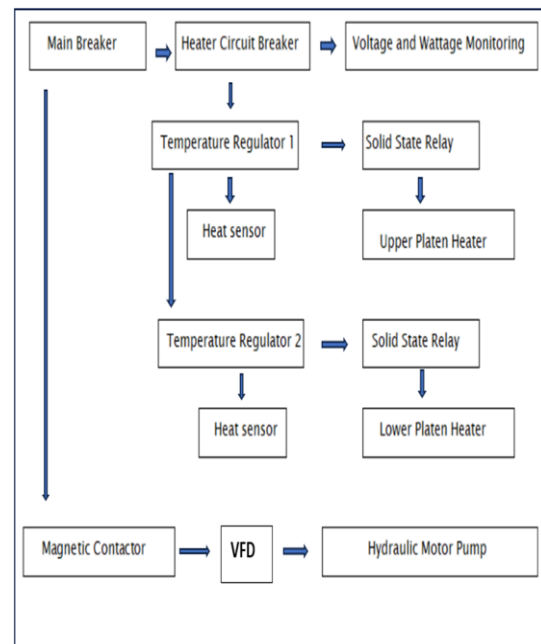 Main Breaker
Heater Circuit Breaker
Voltage and Wattage Monitoring
Temperature Regulator 1
Solid State Relay
Heat sensor
Upper Platen Heater
Temperature Regulator 2
Solid State Relay
Heat sensor
Lower Platen Heater
Magnetic Contactor
VFD
Hydraulic Motor Pump